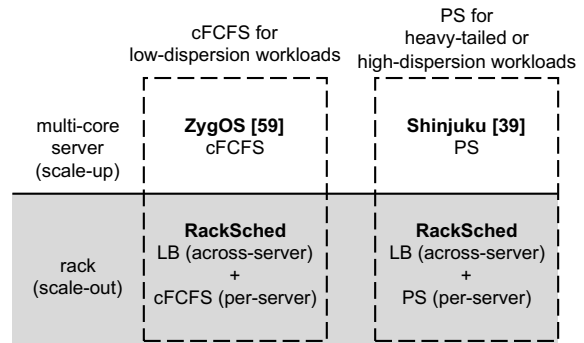 cFCFS for
low-dispersion workloads
PS for
heavy-tailed or
high-dispersion workloads
multi-core
server
(scale-up)
ZygOS [59]
cFCFS
Shinjuku [39]
PS
rack
(scale-out)
RackSched
LB (across-server)
+
cFCFS (per-server)
RackSched
LB (across-server)
+
PS (per-server)